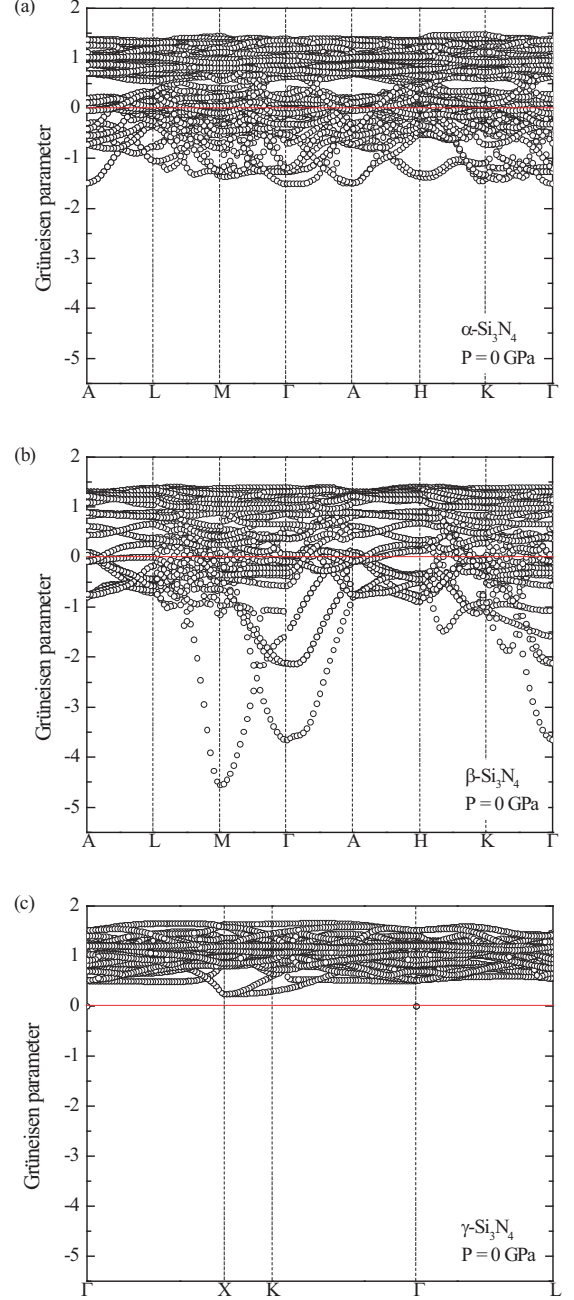 (a)
2
1
0
-1
-2
-3
-4
-5
Grüneisen parameter
α-Si₃N₄
P = 0 GPa
A L M Γ A H K Γ
(b)
2
1
0
-1
-2
-3
-4
-5
Grüneisen parameter
β-Si₃N₄
P = 0 GPa
A L M Γ A H K Γ
(c)
2
1
0
-1
-2
-3
-4
-5
Grüneisen parameter
γ-Si₃N₄
P = 0 GPa
Γ X K Γ L